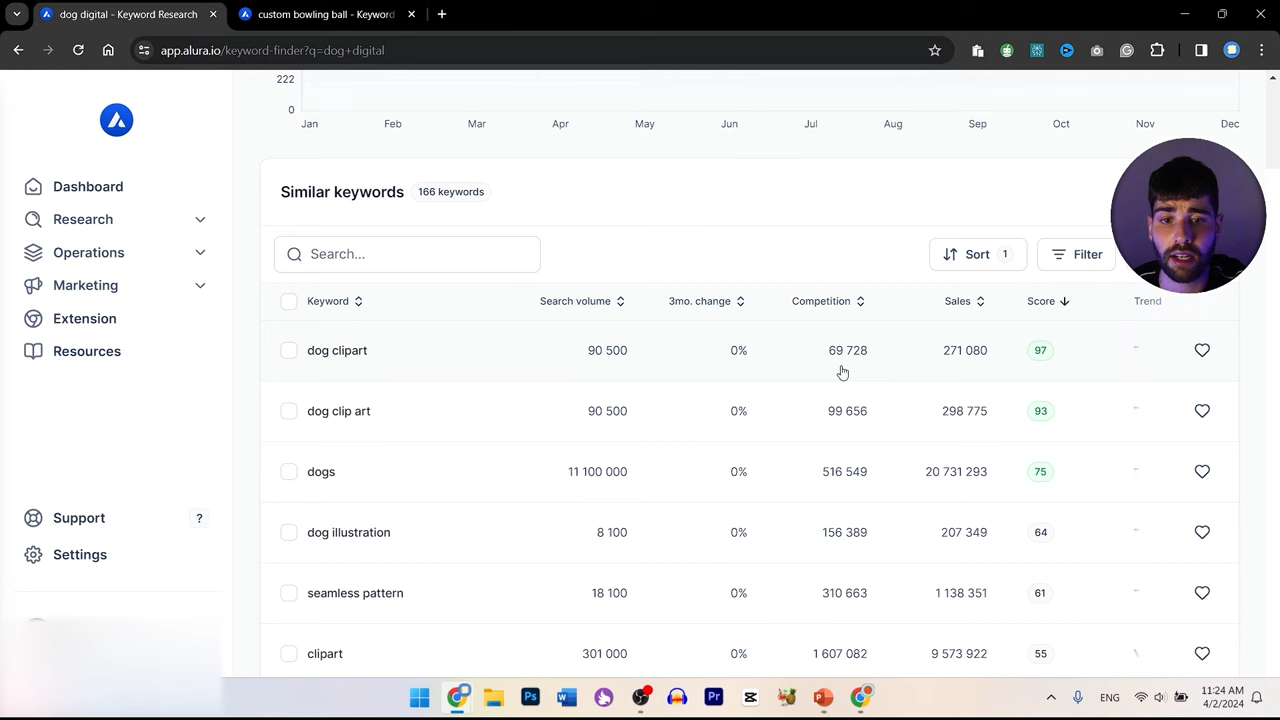 dog digital - Keyword Research
custom bowling ball - Keyword
app.alura.io/keyword-finder?q=dog+digital
222
0
Jan Feb Mar Apr May Jun Jul Aug Sep Oct Nov Dec
Dashboard
Research
Operations
Marketing
Extension
Resources
Support ?
Settings
Similar keywords 166 keywords
Search... Sort 1 Filter
Keyword Search volume 3mo. change Competition Sales Score Trend
dog clipart 90 500 0% 69 728 271 080 97
dog clip art 90 500 0% 99 656 298 775 93
dogs 11 100 000 0% 516 549 20 731 293 75
dog illustration 8 100 0% 156 389 207 349 64
seamless pattern 18 100 0% 310 663 1 138 351 61
clipart 301 000 0% 1 607 082 9 573 922 55
Ps W Pr P
ENG
11:24 AM
4/2/2024